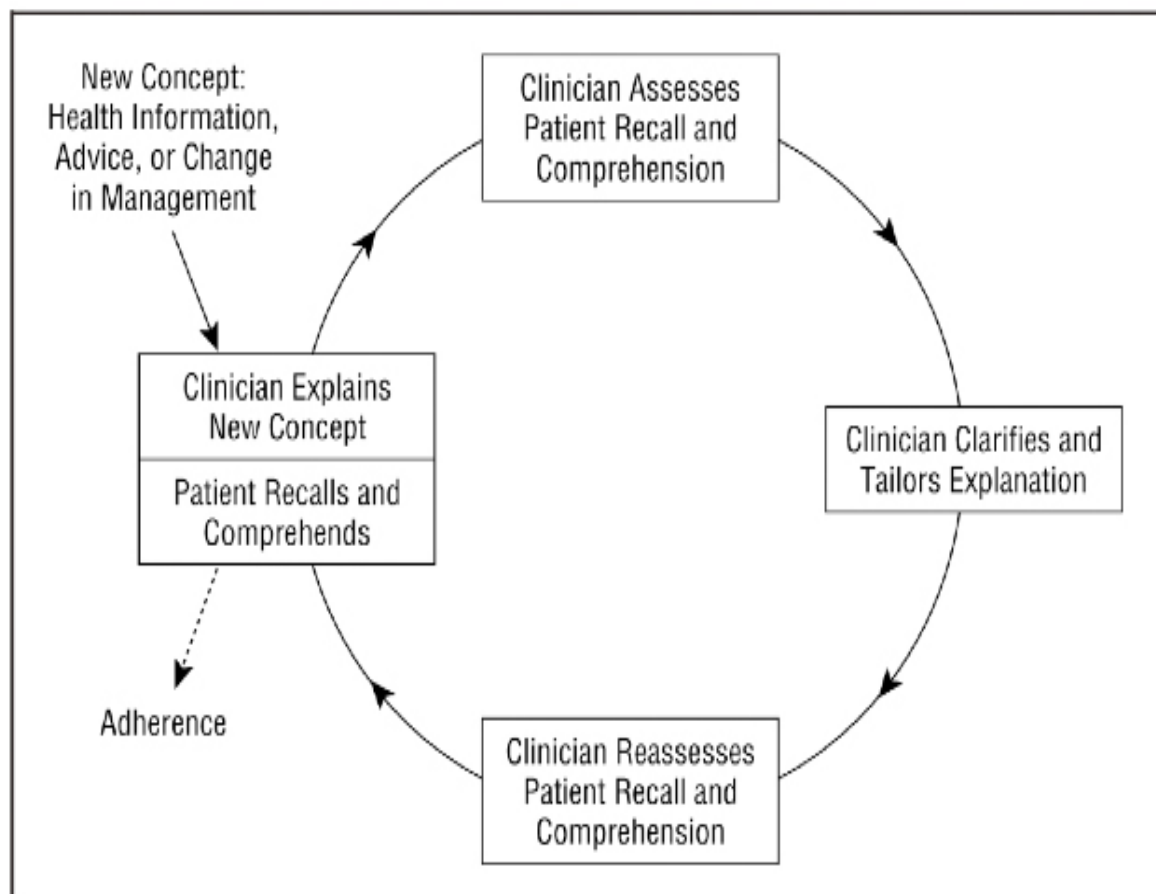 New Concept:
Health Information,
Advice, or Change
in Management
Clinician Assesses
Patient Recall and
Comprehension
Clinician Explains
New Concept
Patient Recalls and
Comprehends
Clinician Clarifies and
Tailors Explanation
Adherence
Clinician Reassesses
Patient Recall and
Comprehension